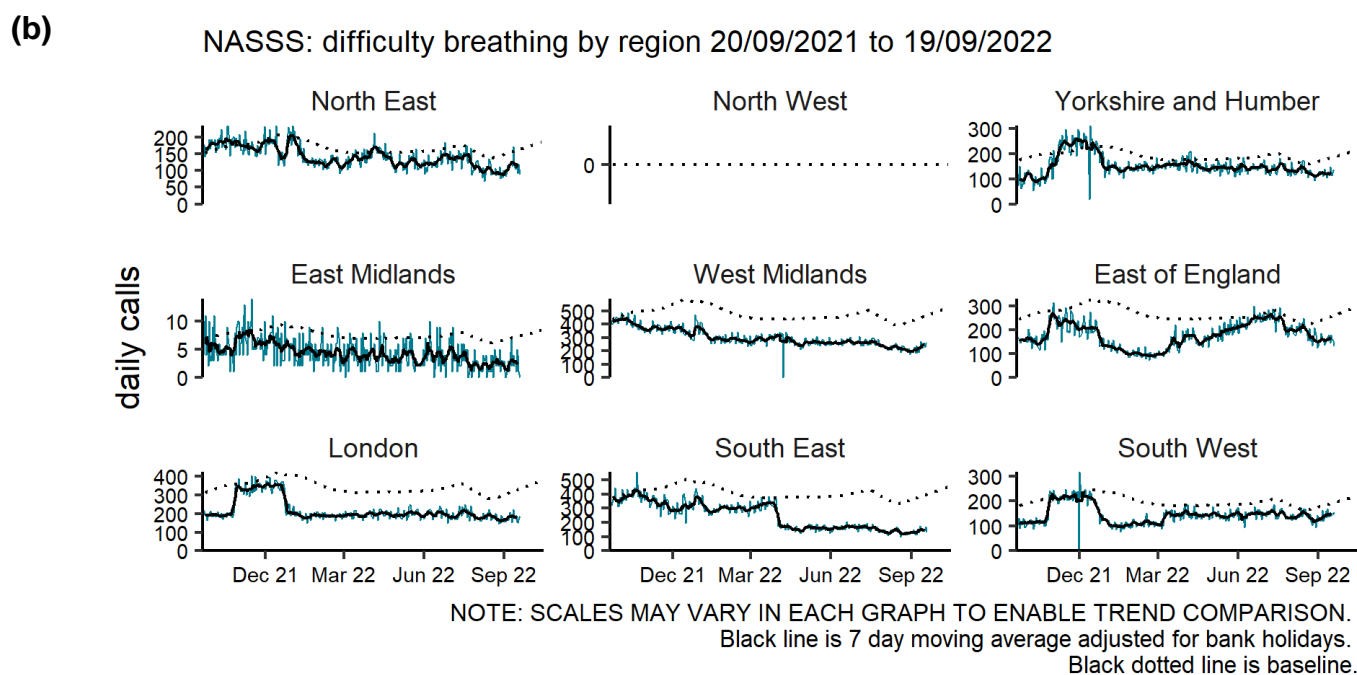 (b)
NASSS: difficulty breathing by region 20/09/2021 to 19/09/2022
North East
North West
Yorkshire and Humber
200
150
100
50
0
0
300
200
100
0
East Midlands
West Midlands
East of England
10
5
0
500
400
300
200
100
0
300
200
100
0
daily calls
London
South East
South West
400
300
200
100
0
500
400
300
200
100
0
300
200
100
0
Dec 21 Mar 22 Jun 22 Sep 22
Dec 21 Mar 22 Jun 22 Sep 22
Dec 21 Mar 22 Jun 22 Sep 22
NOTE: SCALES MAY VARY IN EACH GRAPH TO ENABLE TREND COMPARISON.
Black line is 7 day moving average adjusted for bank holidays.
Black dotted line is baseline.